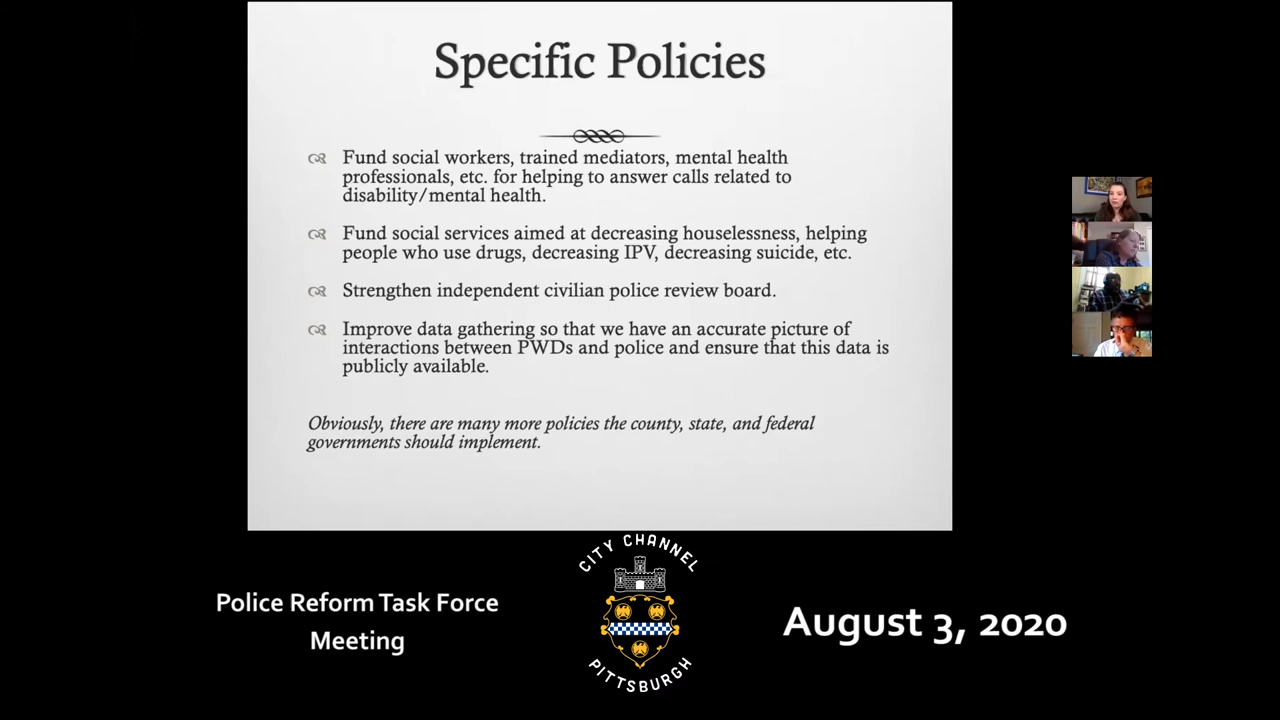 Specific Policies
Fund social workers, trained mediators, mental health
professionals, etc. for helping to answer calls related to
disability/mental health.
Fund social services aimed at decreasing houselessness, helping
people who use drugs, decreasing IPV, decreasing suicide, etc.
Strengthen independent civilian police review board.
Improve data gathering so that we have an accurate picture of
interactions between PWDs and police and ensure that this data is
publicly available.
Obviously, there are many more policies the county, state, and federal
governments should implement.
CITY CHANNEL
PITTSBURGH
Police Reform Task Force
Meeting
August 3, 2020